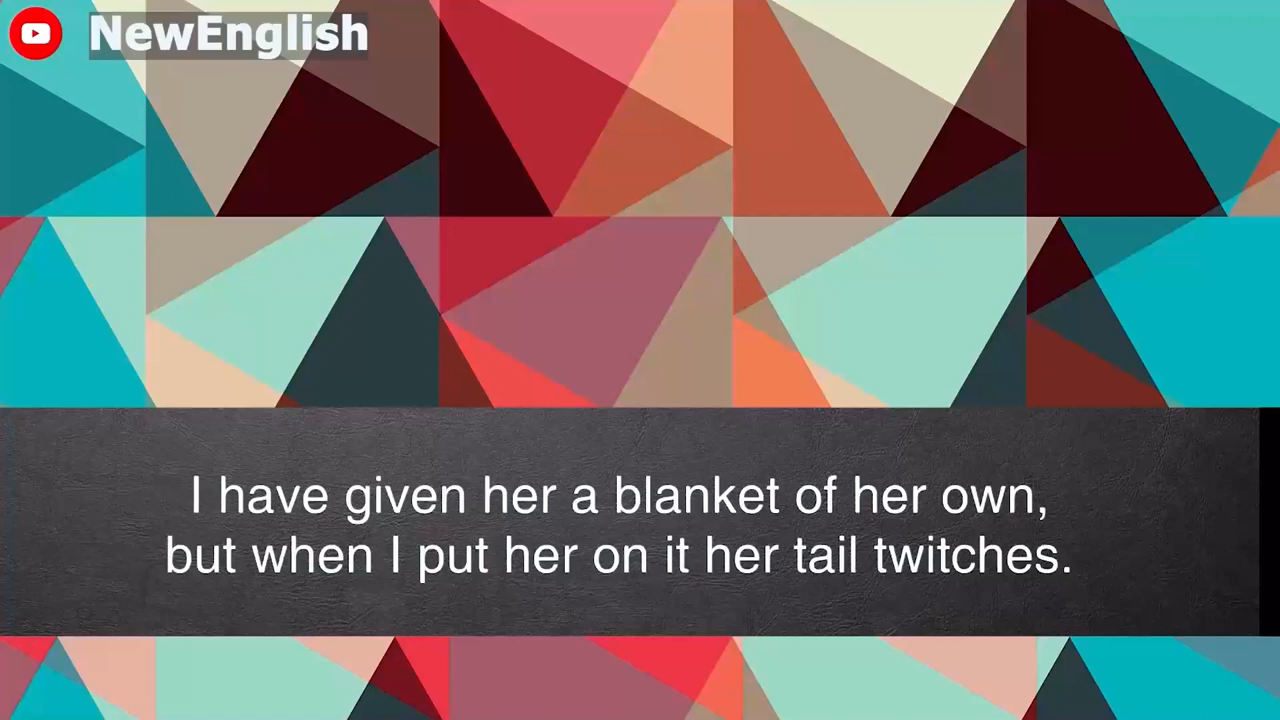 NewEnglish
I have given her a blanket of her own,
but when I put her on it her tail twitches.